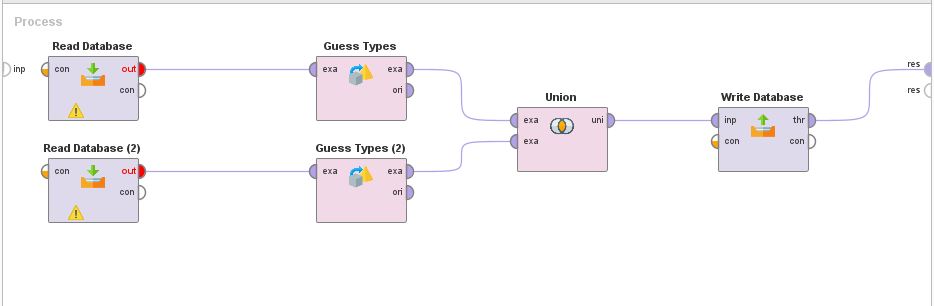 Process
Read Database
Guess Types
inp
con
out
con
exa
exa
ori
res
res
Union
exa
exa
uni
Write Database
inp
thr
con
con
Read Database (2)
con
out
con
Guess Types (2)
exa
exa
ori